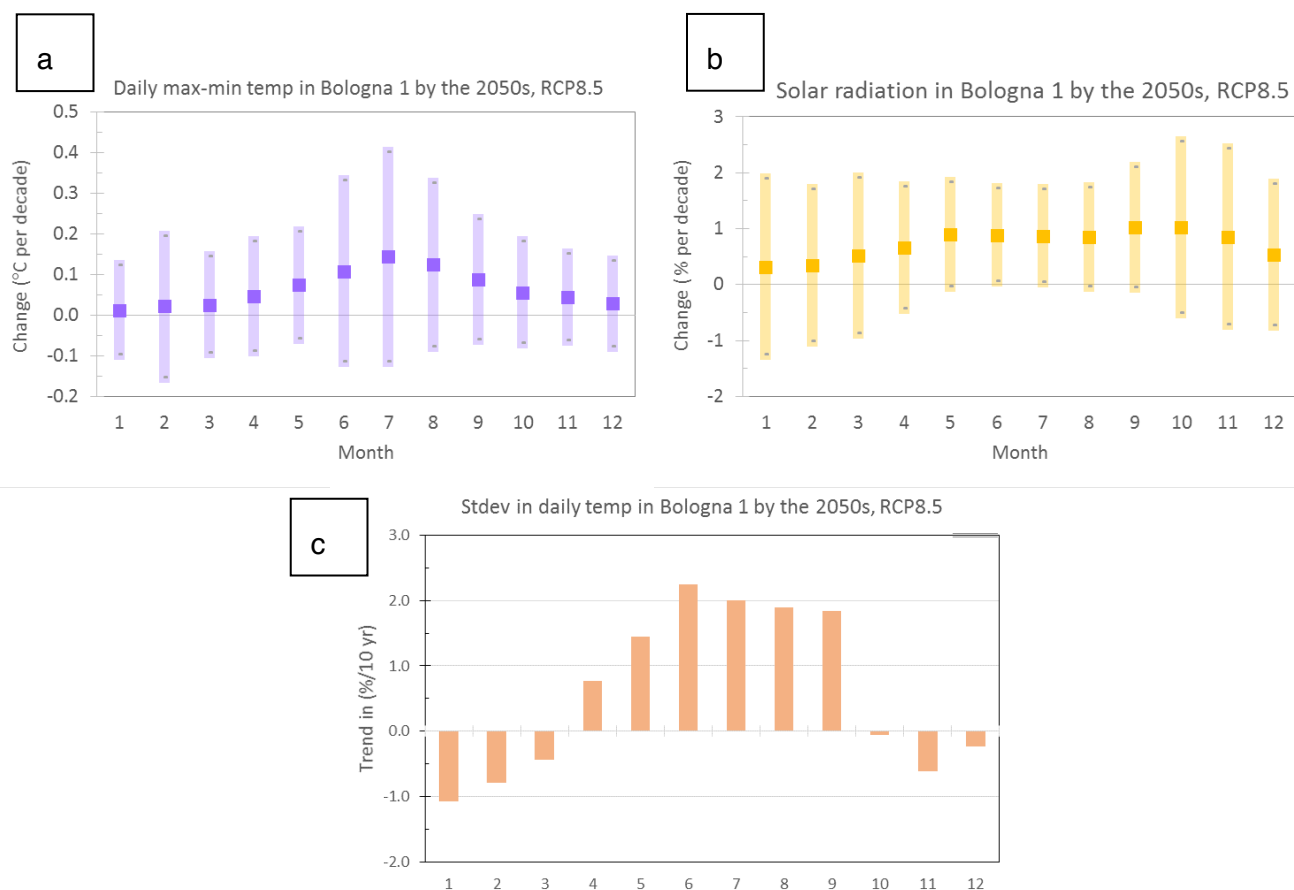 a
Daily max-min temp in Bologna 1 by the 2050s, RCP8.5
Change (°C per decade)
0.5
0.4
0.3
0.2
0.1
0.0
-0.1
-0.2
1 2 3 4 5 6 7 8 9 10 11 12
Month
b
Solar radiation in Bologna 1 by the 2050s, RCP8.5
Change (% per decade)
3
2
1
0
-1
-2
1 2 3 4 5 6 7 8 9 10 11 12
Month
c
Stdev in daily temp in Bologna 1 by the 2050s, RCP8.5
Trend in (%/10 yr)
3.0
2.0
1.0
0.0
-1.0
-2.0
1 2 3 4 5 6 7 8 9 10 11 12